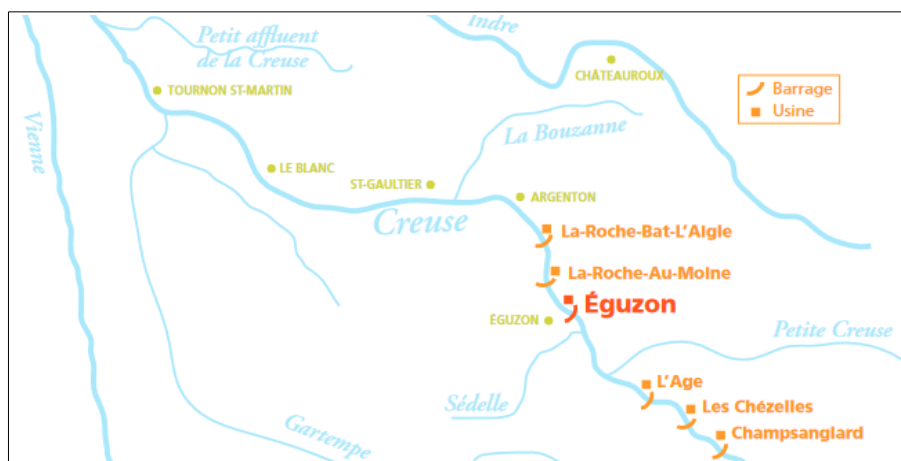 Petit affluent
de la Creuse
Indre
CHÂTEAUROUX
TOURNON ST-MARTIN
Barrage
Usine
Vienne
La Bouzanne
LE BLANC
ST-GAULTIER
ARGENTON
Creuse
La-Roche-Bat-L'Aigle
La-Roche-Au-Moine
Éguzon
ÉGUZON
Petite Creuse
L'Age
Sédelle
Les Chézelles
Gartempe
Champsanglard